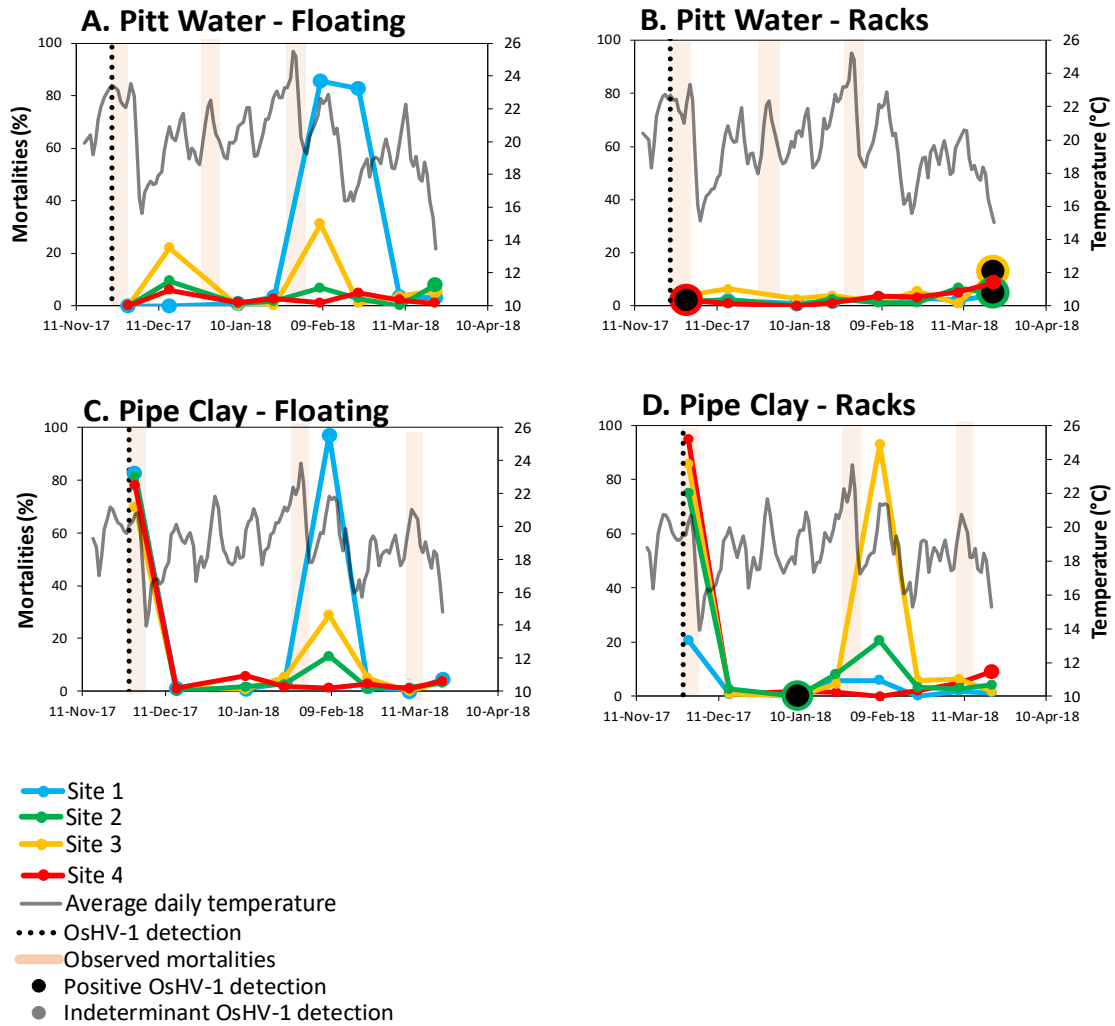 A. Pitt Water - Floating
B. Pitt Water - Racks
100
80
60
40
20
0
Mortalities (%)
26
24
22
20
18
16
14
12
10
11-Nov-17 11-Dec-17 10-Jan-18 09-Feb-18 11-Mar-18 10-Apr-18
100
80
60
40
20
0
26
24
22
20
18
16
14
12
10
Temperature (°C)
11-Nov-17 11-Dec-17 10-Jan-18 09-Feb-18 11-Mar-18 10-Apr-18
C. Pipe Clay - Floating
D. Pipe Clay - Racks
100
80
60
40
20
0
Mortalities (%)
26
24
22
20
18
16
14
12
10
11-Nov-17 11-Dec-17 10-Jan-18 09-Feb-18 11-Mar-18 10-Apr-18
100
80
60
40
20
0
26
24
22
20
18
16
14
12
10
Temperature (°C)
11-Nov-17 11-Dec-17 10-Jan-18 09-Feb-18 11-Mar-18 10-Apr-18
Site 1
Site 2
Site 3
Site 4
Average daily temperature
OsHV-1 detection
Observed mortalities
Positive OsHV-1 detection
Indeterminant OsHV-1 detection